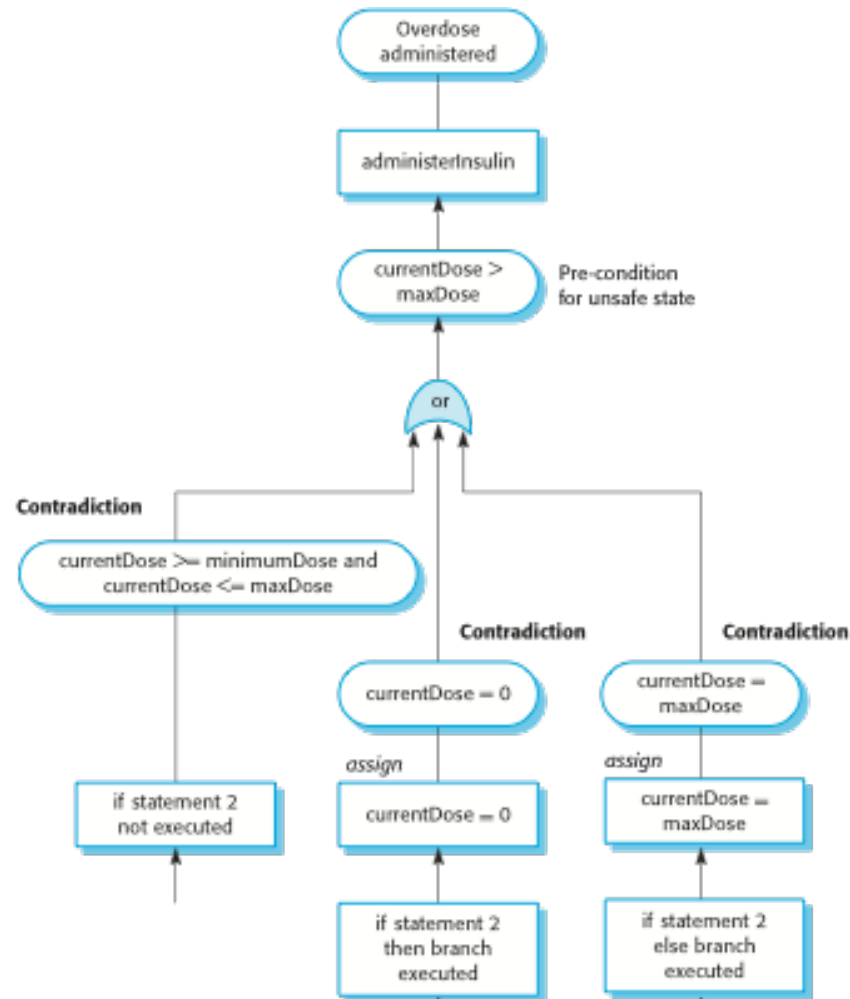 Overdose
administered
administerInsulin
currentDose >
maxDose
Pre-condition
for unsafe state
or
Contradiction
currentDose >= minimumDose and
currentDose <= maxDose
Contradiction
Contradiction
currentDose = 0
currentDose =
maxDose
assign
assign
if statement 2
not executed
currentDose = 0
currentDose =
maxDose
if statement 2
then branch
executed
if statement 2
else branch
executed